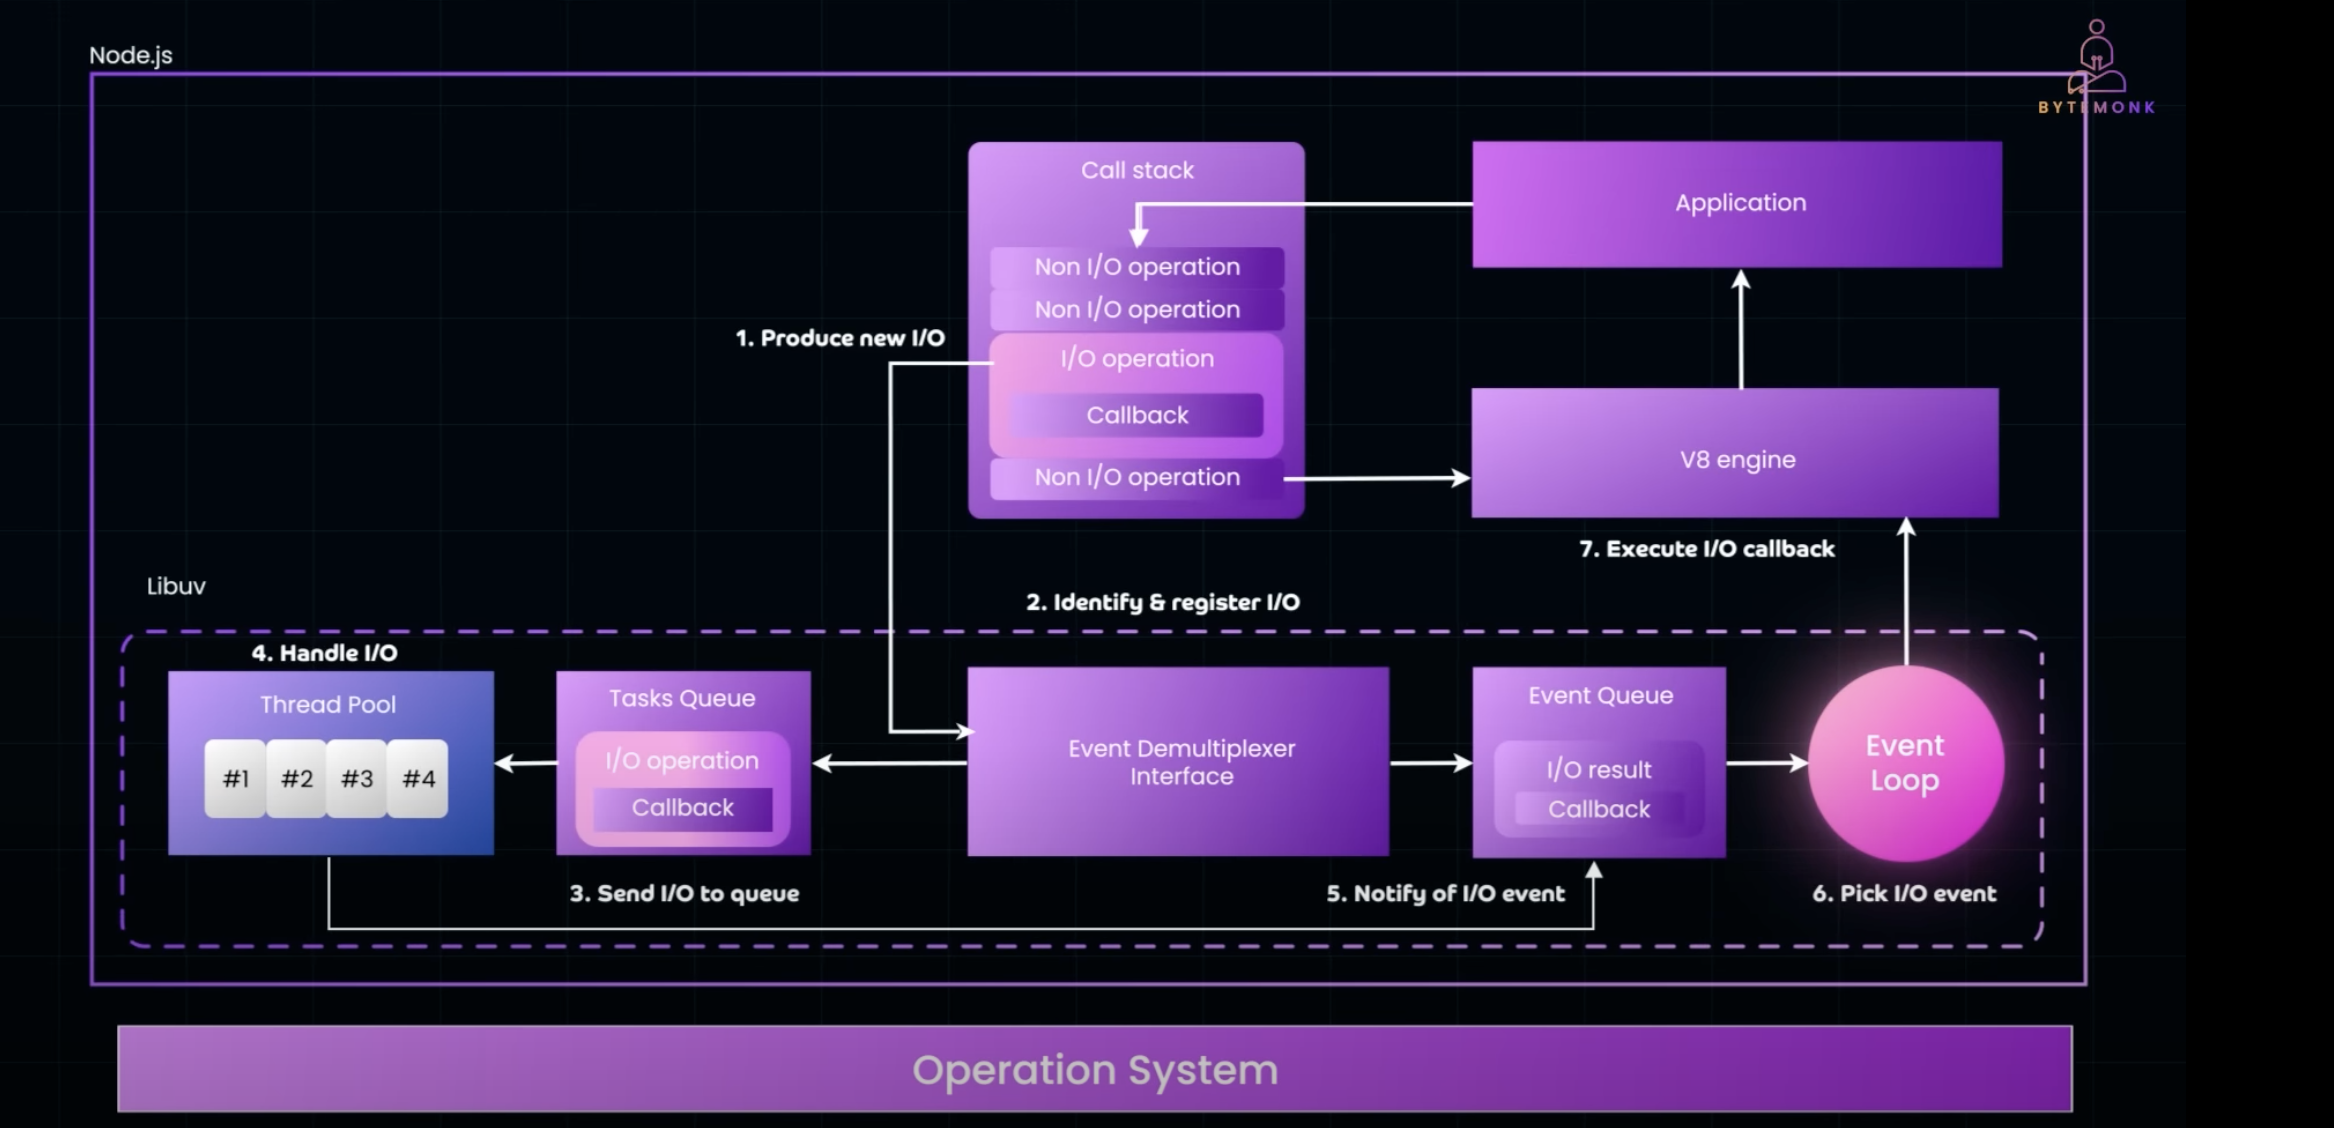 Node.js
BYTEMONK
Call stack
Application
Non I/O operation
Non I/O operation
1. Produce new I/O
I/O operation
Callback
Non I/O operation
V8 engine
7. Execute I/O callback
Libuv
2. Identify & register I/O
4. Handle I/O
Thread Pool
#1 #2 #3 #4
Tasks Queue
I/O operation
Callback
Event Demultiplexer
Interface
Event Queue
I/O result
Callback
Event
Loop
3. Send I/O to queue
5. Notify of I/O event
6. Pick I/O event
Operation System